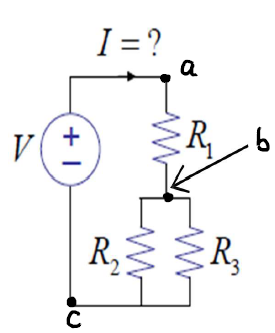 I = ?
a
V
+
−
R₁
b
R₂
R₃
c